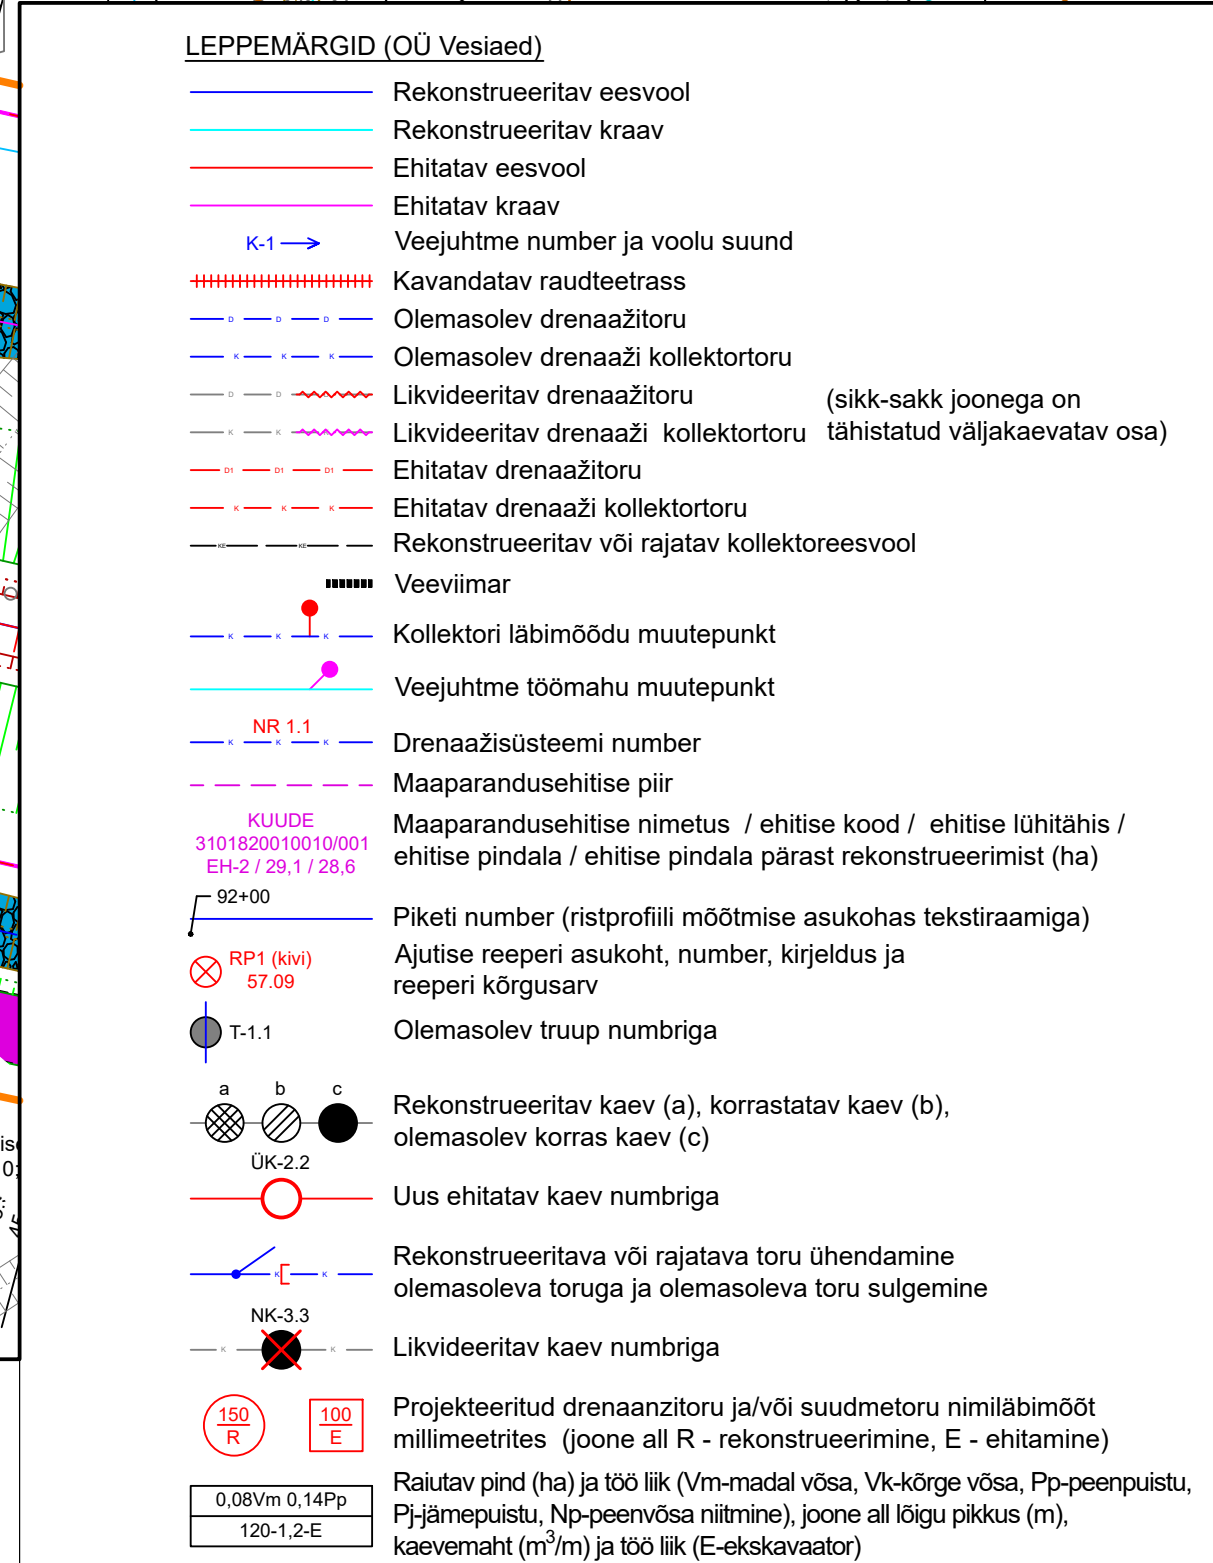 LEPPEMÄRGID (OÜ Vesiaed)
Rekonstrueeritav eesvool
Rekonstrueeritav kraav
Ehitatav eesvool
Ehitatav kraav
K-1 Veejuhtme number ja voolu suund
Kavandatav raudteetrass
D D D Olemasolev drenaažitoru
K K K Olemasolev drenaaži kollektortoru
D D Likvideeritav drenaažitoru (sikk-sakk joonega on
K K Likvideeritav drenaaži kollektortoru tähistatud väljakaevatav osa)
D1 D1 D1 Ehitatav drenaažitoru
K K K Ehitatav drenaaži kollektortoru
KE KE Rekonstrueeritav või rajatav kollektoreesvool
Veeviimar
K K K Kollektori läbimõõdu muutepunkt
Veejuhtme töömahu muutepunkt
NR 1.1
K K K Drenaažisüsteemi number
Maaparandusehitise piir
KUUDE
3101820010010/001
EH-2 / 29,1 / 28,6
Maaparandusehitise nimetus / ehitise kood / ehitise lühitähis /
ehitise pindala / ehitise pindala pärast rekonstrueerimist (ha)
92+00
Piketi number (ristprofiili mõõtmise asukohas tekstiraamiga)
RP1 (kivi)
57.09
Ajutise reeperi asukoht, number, kirjeldus ja
reeperi kõrgusarv
T-1.1 Olemasolev truup numbriga
a b c
Rekonstrueeritav kaev (a), korrastatav kaev (b),
olemasolev korras kaev (c)
ÜK-2.2
Uus ehitatav kaev numbriga
K K
Rekonstrueeritava või rajatava toru ühendamine
olemasoleva toruga ja olemasoleva toru sulgemine
NK-3.3
K K Likvideeritav kaev numbriga
150
R
100
E
Projekteeritud drenaanzitoru ja/või suudmetoru nimiläbimõõt
millimeetrites (joone all R - rekonstrueerimine, E - ehitamine)
0,08Vm 0,14Pp
120-1,2-E
Raiutav pind (ha) ja töö liik (Vm-madal võsa, Vk-kõrge võsa, Pp-peenpuistu,
Pj-jämepuistu, Np-peenvõsa niitmine), joone all lõigu pikkus (m),
kaevemaht (m³/m) ja töö liik (E-ekskavaator)